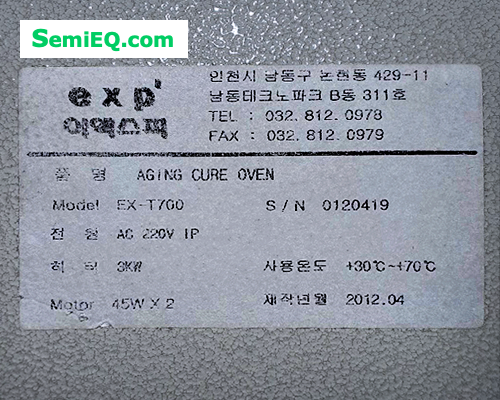 SemiEQ.com
exp'
이엑스피
인천시 남동구 논현동 429-11
남동테크노파크 B동 311호
TEL : 032. 812. 0978
FAX : 032. 812. 0979
품 명 AGING CURE OVEN
Model EX-T700 S / N 0120419
전 원 AC 220V 1P
히 터 3KW 사용온도 +30℃~+70℃
Motor 45W X 2 제작년월 2012.04